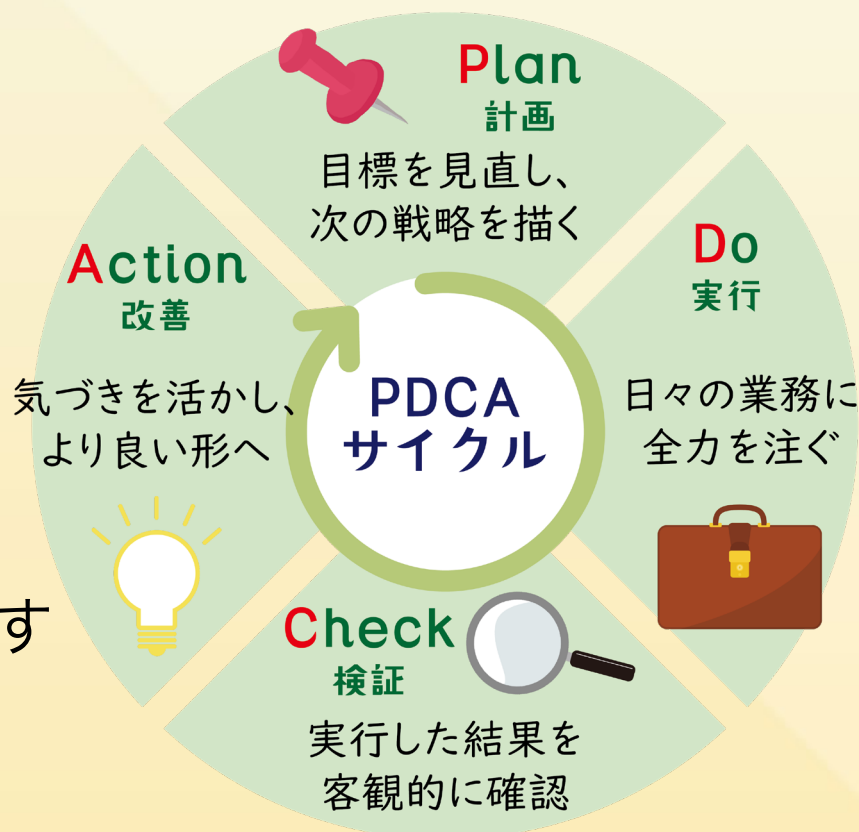 Plan
計画
目標を見直し、
次の戦略を描く
Do
実行
日々の業務に
全力を注ぐ
Check
検証
実行した結果を
客観的に確認
Action
改善
気づきを活かし、
より良い形へ
PDCA
サイクル
す